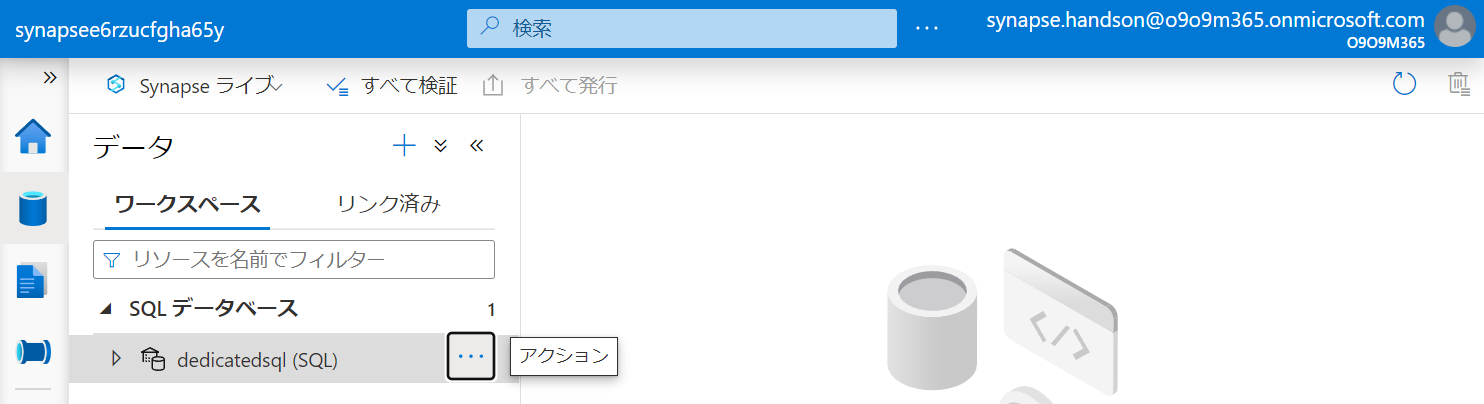 synapsee6rzucfgha65y
検索
synapse.handson@o9o9m365.onmicrosoft.com
O9O9M365
Synapse ライブ
すべて検証
すべて発行
データ
ワークスペース
リンク済み
リソースを名前でフィルター
SQL データベース
1
dedicatedsql (SQL)
アクション